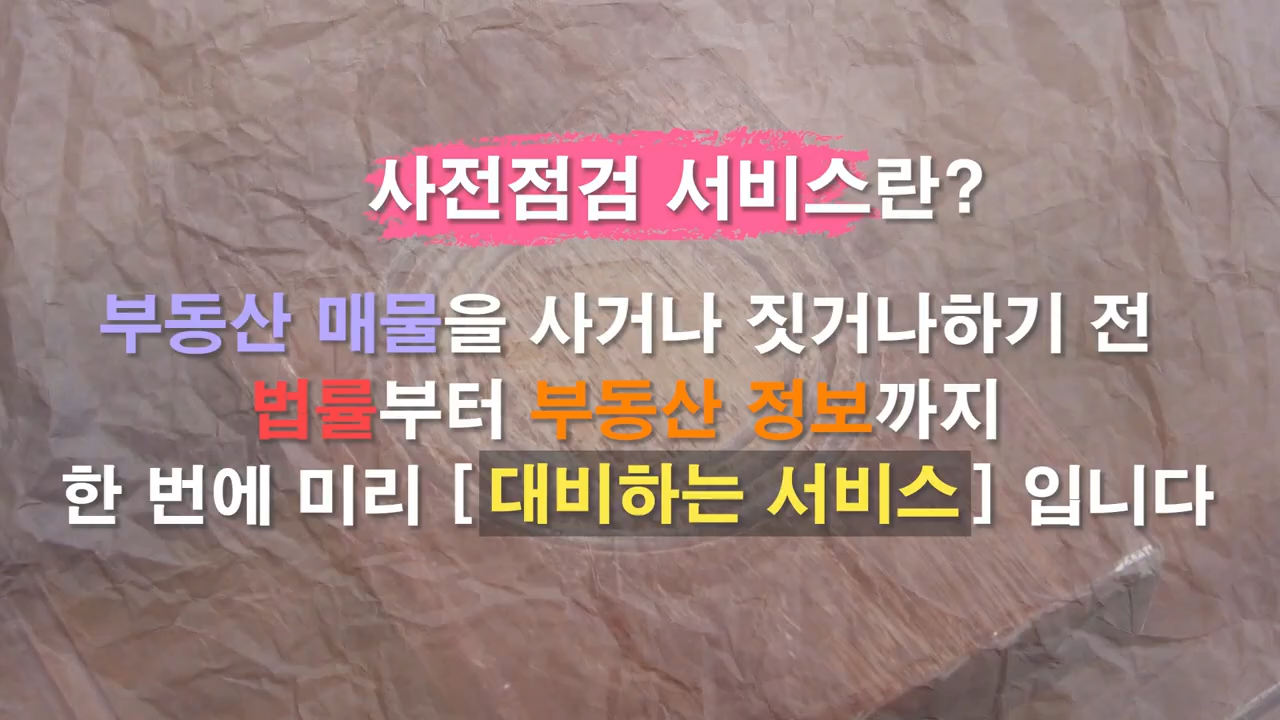 사전점검 서비스란?
부동산 매물을 사거나 짓거나하기 전
법률부터 부동산 정보까지
한 번에 미리 [대비하는 서비스] 입니다